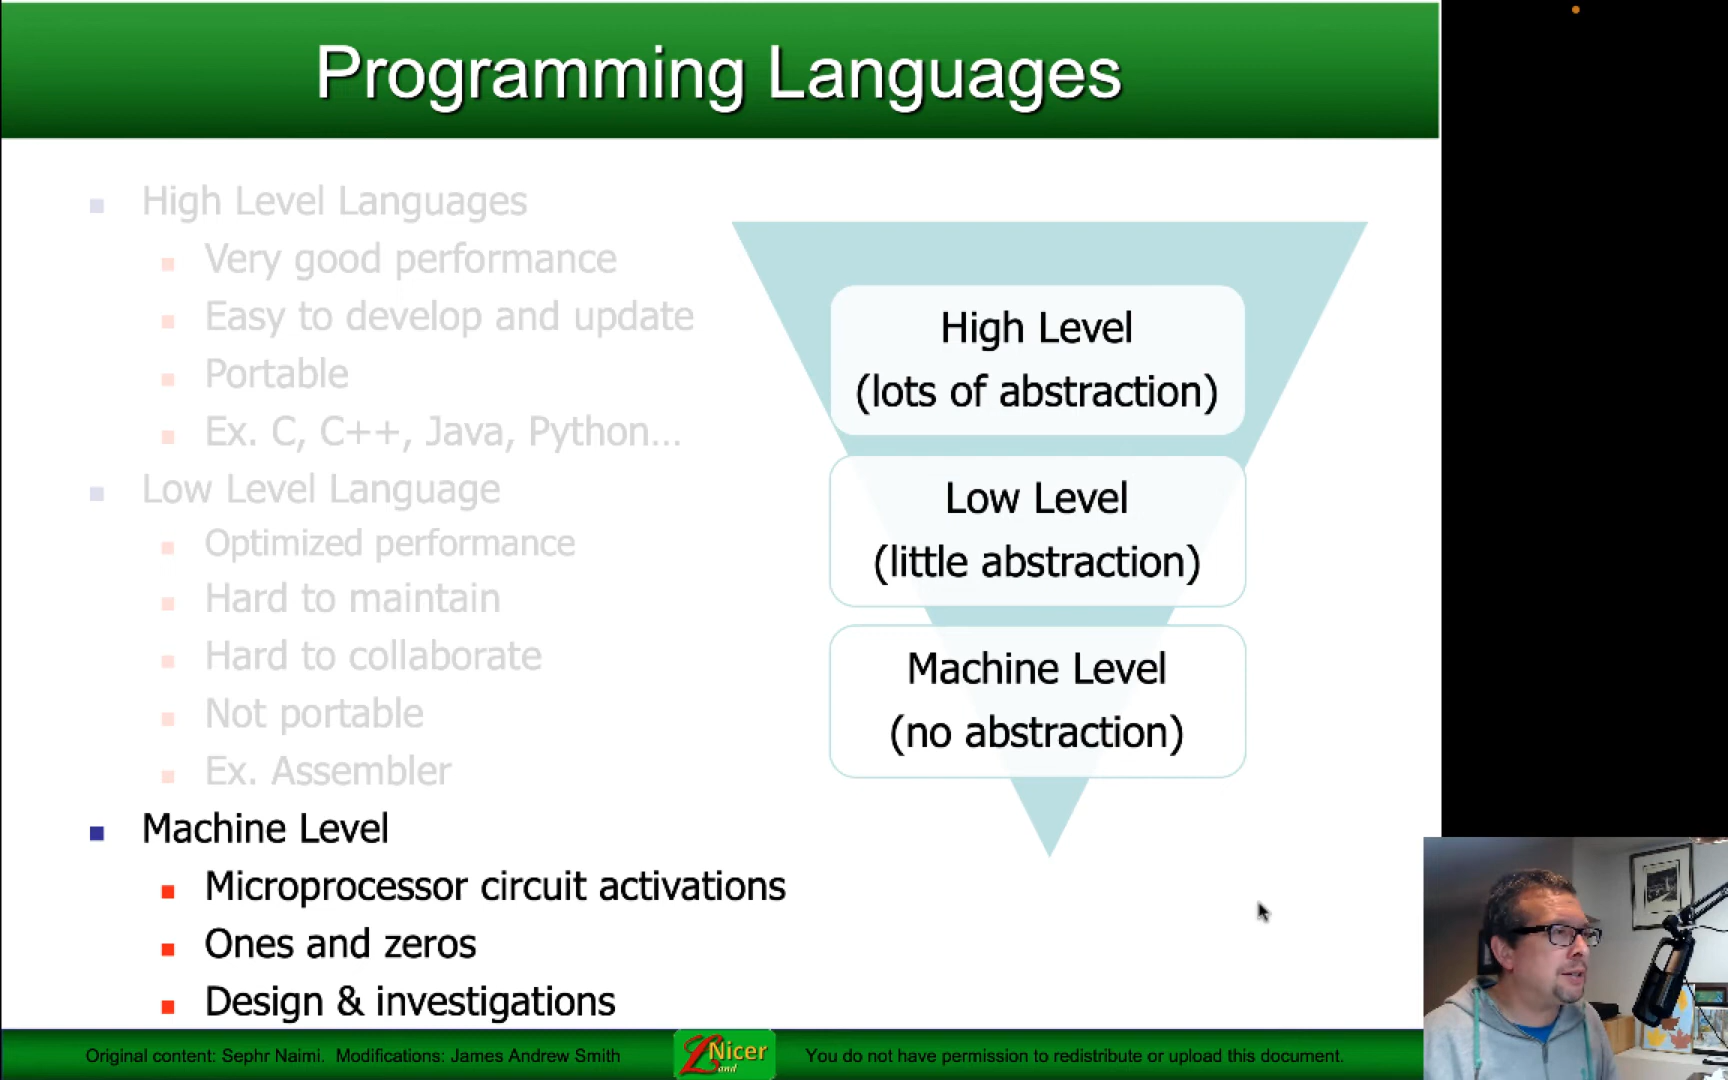 Programming Languages
High Level Languages
Very good performance
Easy to develop and update
Portable
Ex. C, C++, Java, Python...
Low Level Language
Optimized performance
Hard to maintain
Hard to collaborate
Not portable
Ex. Assembler
Machine Level
Microprocessor circuit activations
Ones and zeros
Design & investigations
High Level
(lots of abstraction)
Low Level
(little abstraction)
Machine Level
(no abstraction)
Original content: Sephr Naimi. Modifications: James Andrew Smith
Nicer
Land
You do not have permission to redistribute or upload this document.